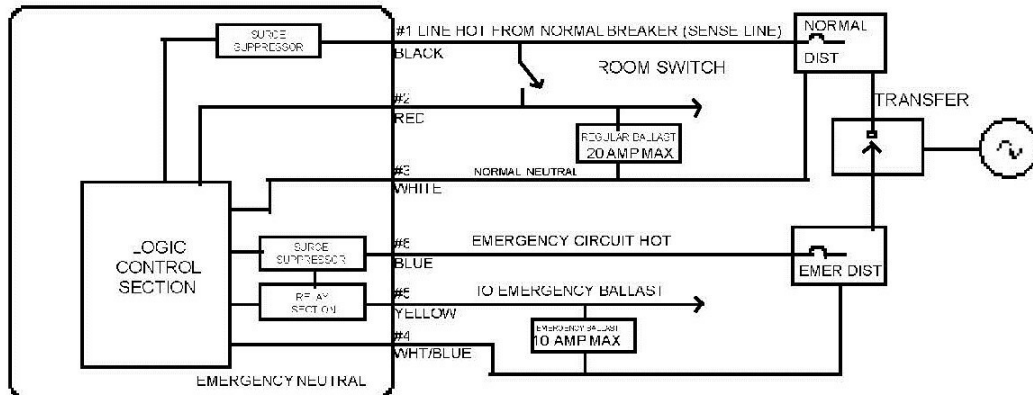 SURGE
SUPPRESSOR
#1 LINE HOT FROM NORMAL BREAKER (SENSE LINE)
BLACK
NORMAL
DIST
ROOM SWITCH
#2
RED
TRANSFER
REGULAR BALLAST
20 AMP MAX
#3
NORMAL NEUTRAL
WHITE
LOGIC
CONTROL
SECTION
SURGE
SUPPRESSOR
#6
EMERGENCY CIRCUIT HOT
BLUE
EMER DIST
RELAY
SECTION
#5
TO EMERGENCY BALLAST
YELLOW
EMERGENCY BALLAST
10 AMP MAX
#4
WHT/BLUE
EMERGENCY NEUTRAL